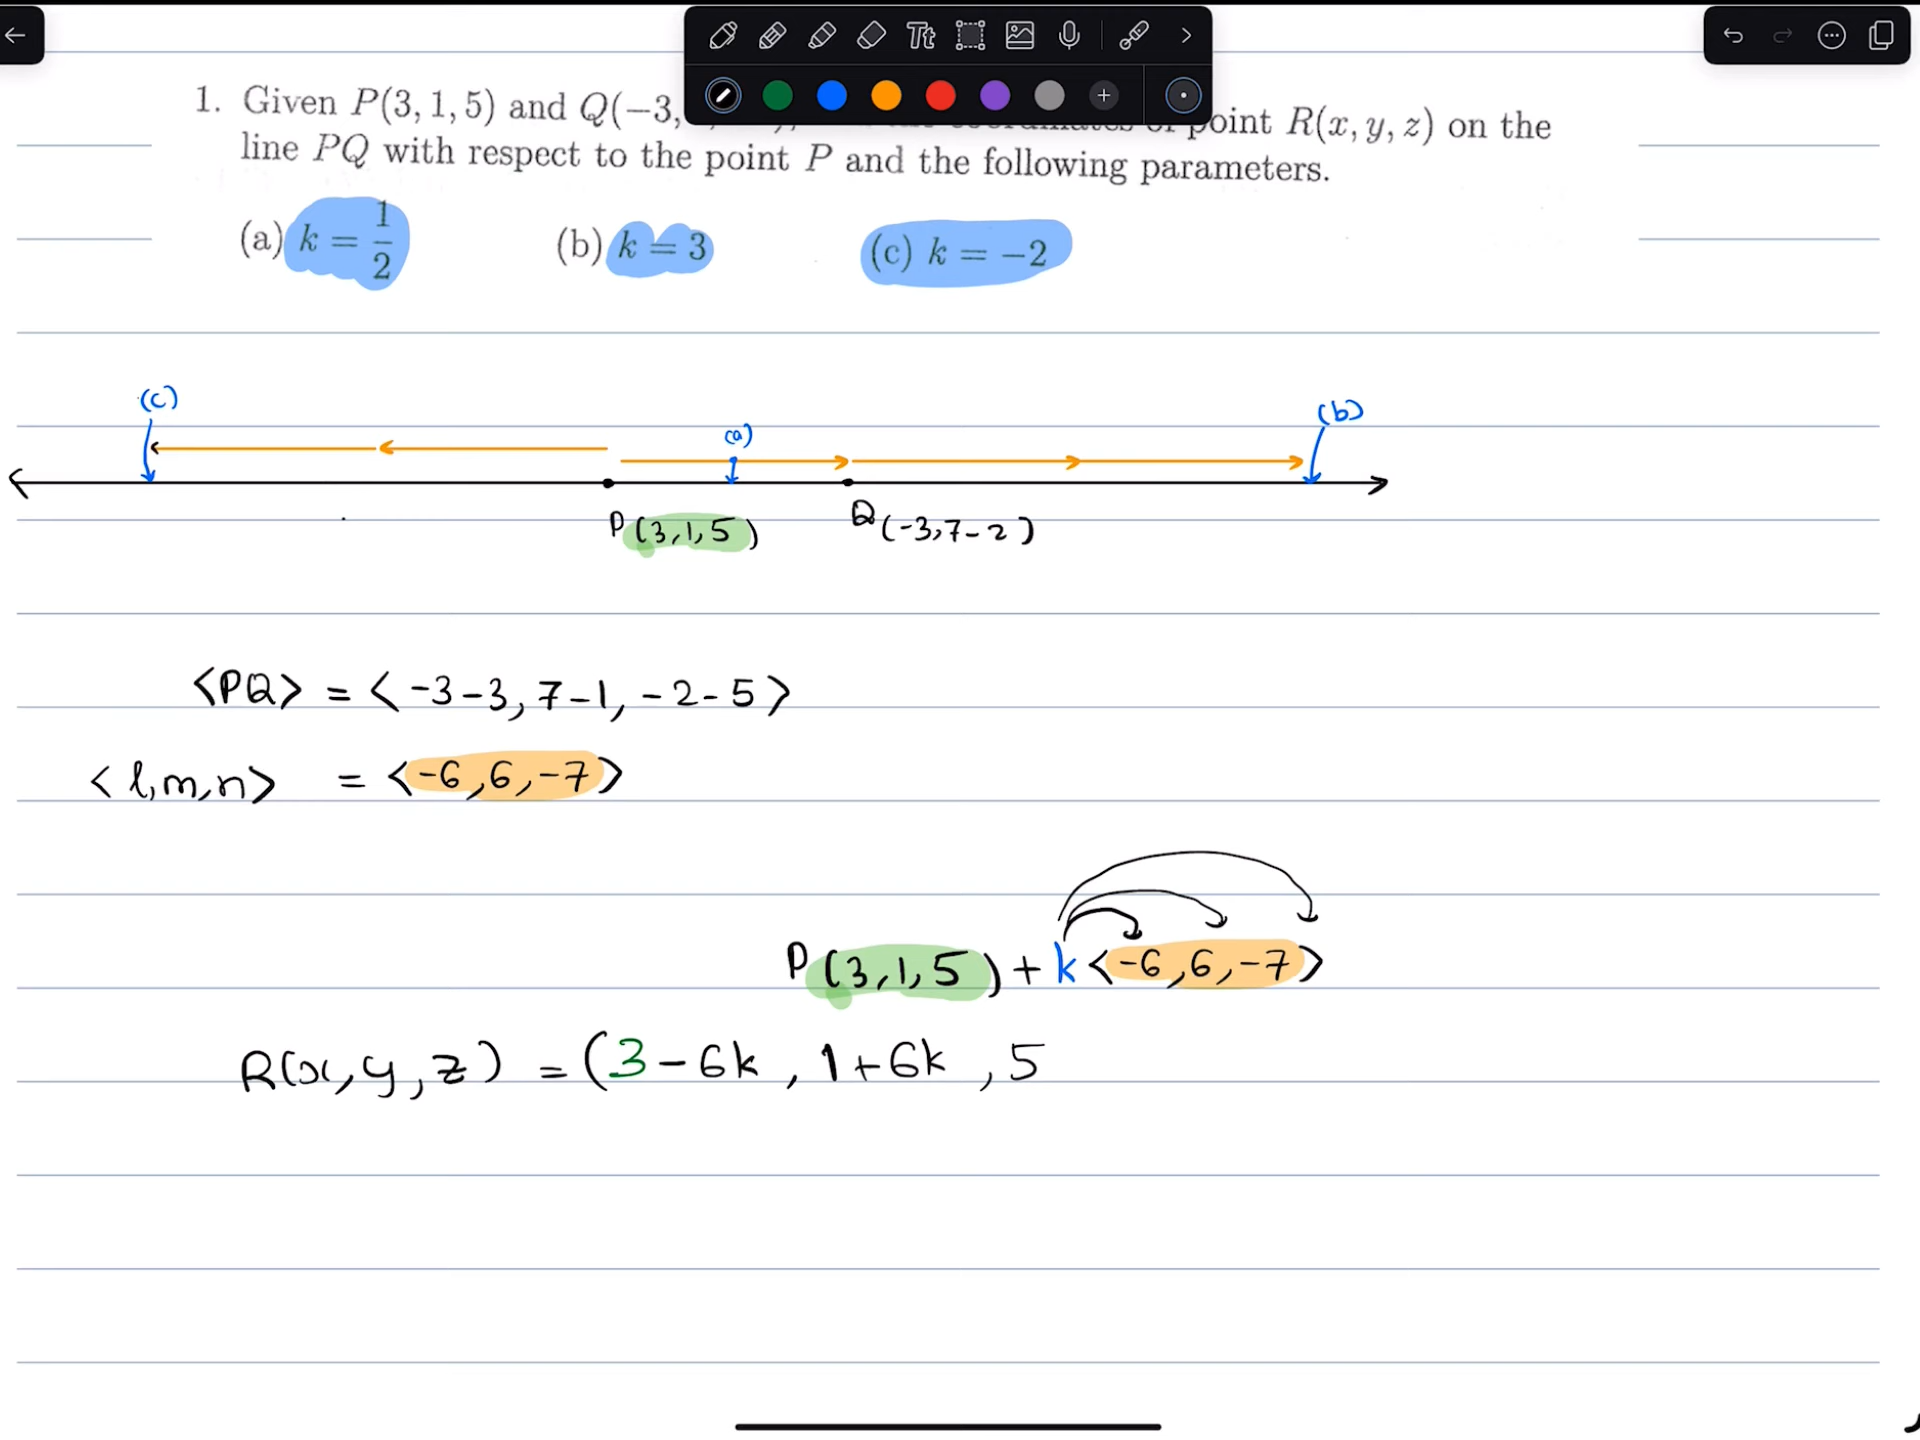 Tt
1. Given P(3, 1, 5) and Q(−3, point R(x, y, z) on the
line PQ with respect to the point P and the following parameters.
(a) k = 1/2 (b) k = 3 (c) k = −2
(c) (a) (b)
P(3,1,5) Q(-3,7-2)
<PQ> = <-3-3, 7-1, -2-5>
<l,m,n> = <-6,6,-7>
P(3,1,5) + k<-6,6,-7>
R(x,y,z) = (3-6k, 1+6k, 5